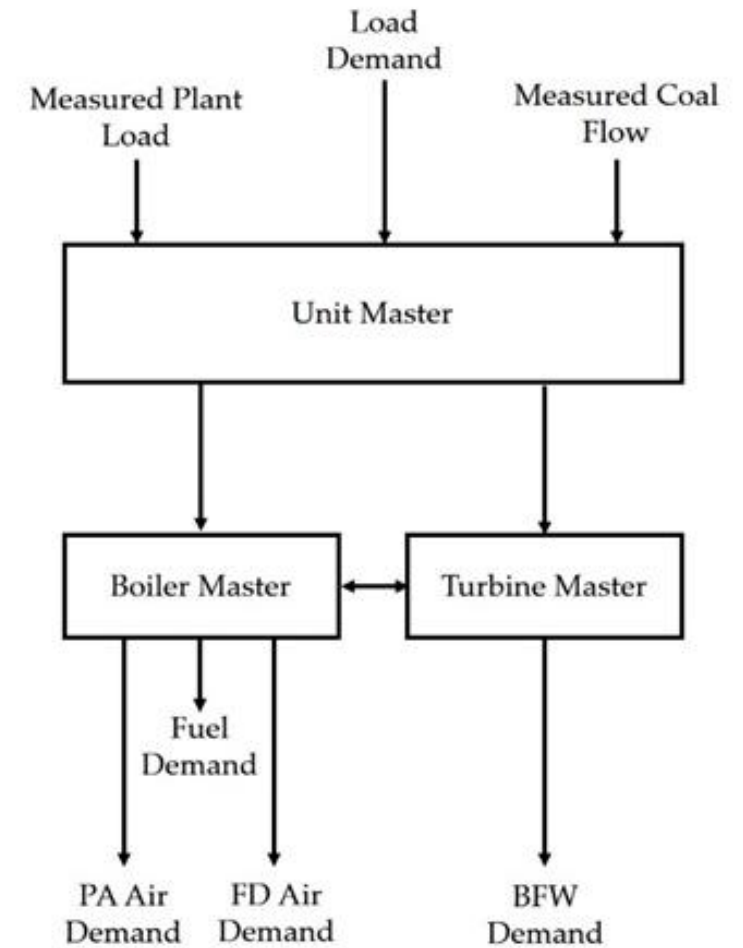 Load
Demand
Measured Plant
Load
Measured Coal
Flow
Unit Master
Boiler Master
Turbine Master
Fuel
Demand
PA Air
Demand
FD Air
Demand
BFW
Demand